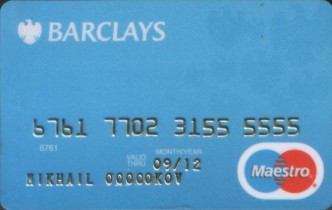 BARCLAYS
6761 7702 3155 5555
6761
MONTH/YEAR
VALID THRU 09/12
MIKHAIL OOOOOKOV
Maestro